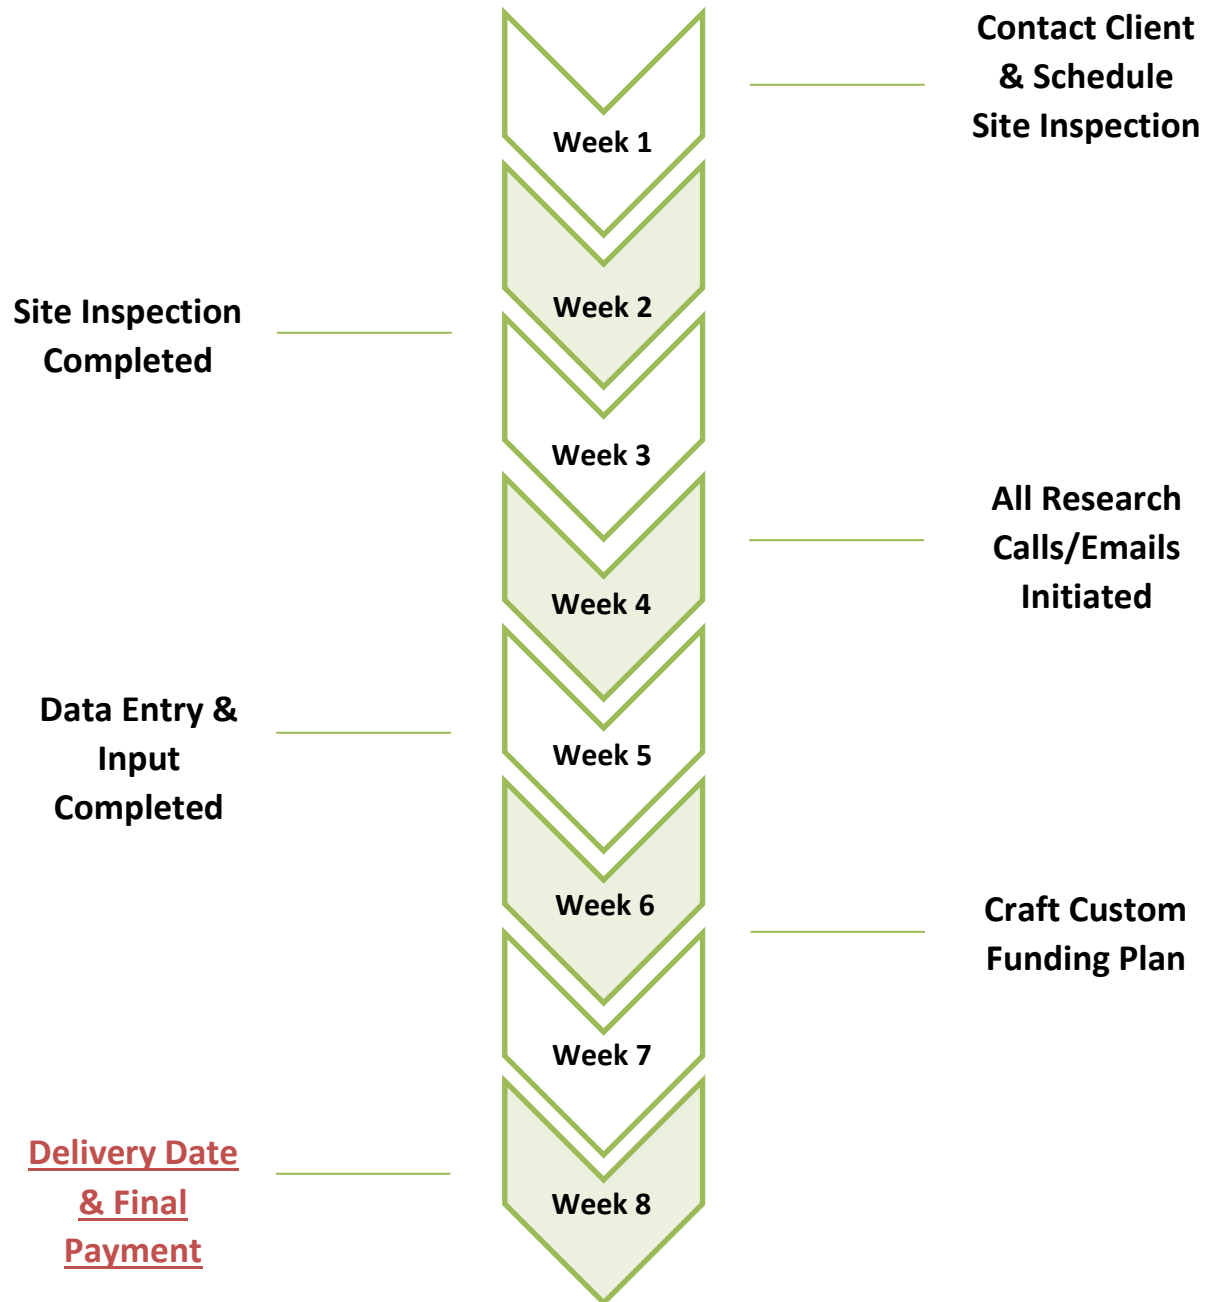 Contact Client
& Schedule
Site Inspection
Week 1
Week 2
Site Inspection
Completed
Week 3
All Research
Calls/Emails
Initiated
Week 4
Data Entry &
Input
Completed
Week 5
Week 6
Craft Custom
Funding Plan
Week 7
Delivery Date
& Final
Payment
Week 8